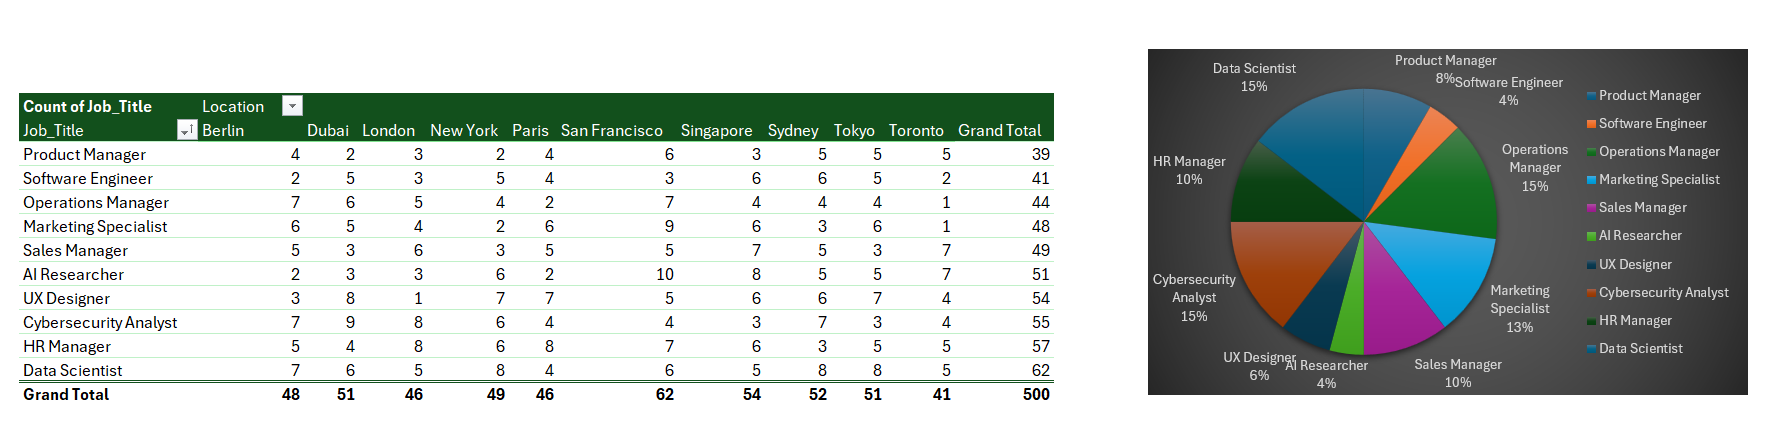 Count of Job_Title Location
Job_Title Berlin Dubai London New York Paris San Francisco Singapore Sydney Tokyo Toronto Grand Total
Product Manager 4 2 3 2 4 6 3 5 5 5 39
Software Engineer 2 5 3 5 4 3 6 6 5 2 41
Operations Manager 7 6 5 4 2 7 4 4 4 1 44
Marketing Specialist 6 5 4 2 6 9 6 3 6 1 48
Sales Manager 5 3 6 3 5 5 7 5 3 7 49
AI Researcher 2 3 3 6 2 10 8 5 5 7 51
UX Designer 3 8 1 7 7 5 6 6 7 4 54
Cybersecurity Analyst 7 9 8 6 4 4 3 7 3 4 55
HR Manager 5 4 8 6 8 7 6 3 5 5 57
Data Scientist 7 6 5 8 4 6 5 8 8 5 62
Grand Total 48 51 46 49 46 62 54 52 51 41 500
Product Manager
8%
Software Engineer
4%
Operations
Manager
15%
Marketing
Specialist
13%
Sales Manager
10%
AI Researcher
4%
UX Designer
6%
Cybersecurity
Analyst
15%
HR Manager
10%
Data Scientist
15%
Product Manager
Software Engineer
Operations Manager
Marketing Specialist
Sales Manager
AI Researcher
UX Designer
Cybersecurity Analyst
HR Manager
Data Scientist